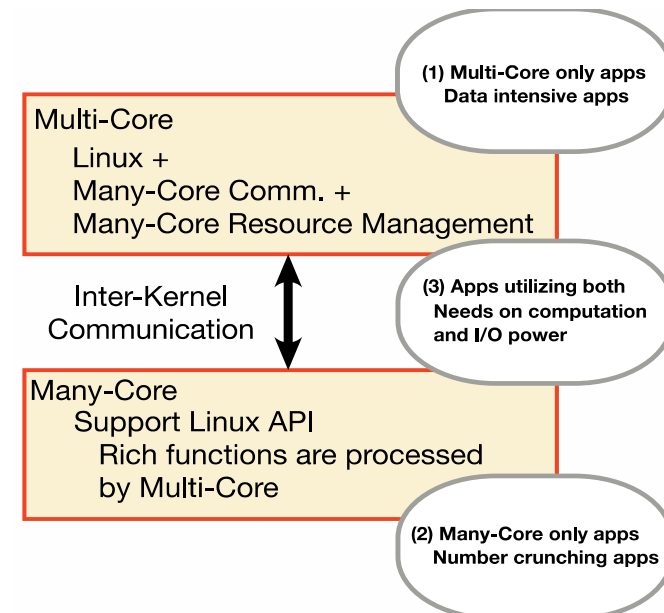 (1) Multi-Core only apps
Data intensive apps
Multi-Core
Linux +
Many-Core Comm. +
Many-Core Resource Management
Inter-Kernel
Communication
(3) Apps utilizing both
Needs on computation
and I/O power
Many-Core
Support Linux API
Rich functions are processed
by Multi-Core
(2) Many-Core only apps
Number crunching apps